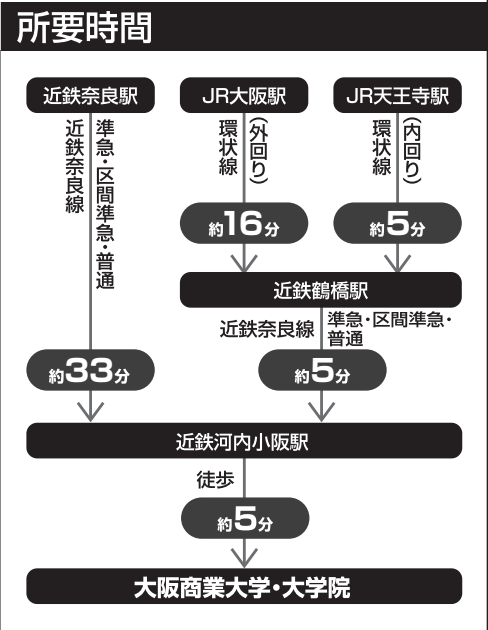 所要時間
近鉄奈良駅
JR大阪駅
JR天王寺駅
近鉄奈良線
準急・区間準急・普通
環状線
(外回り)
環状線
(内回り)
約16分
約5分
近鉄鶴橋駅
近鉄奈良線
準急・区間準急・
普通
約33分
約5分
近鉄河内小阪駅
徒歩
約5分
大阪商業大学・大学院